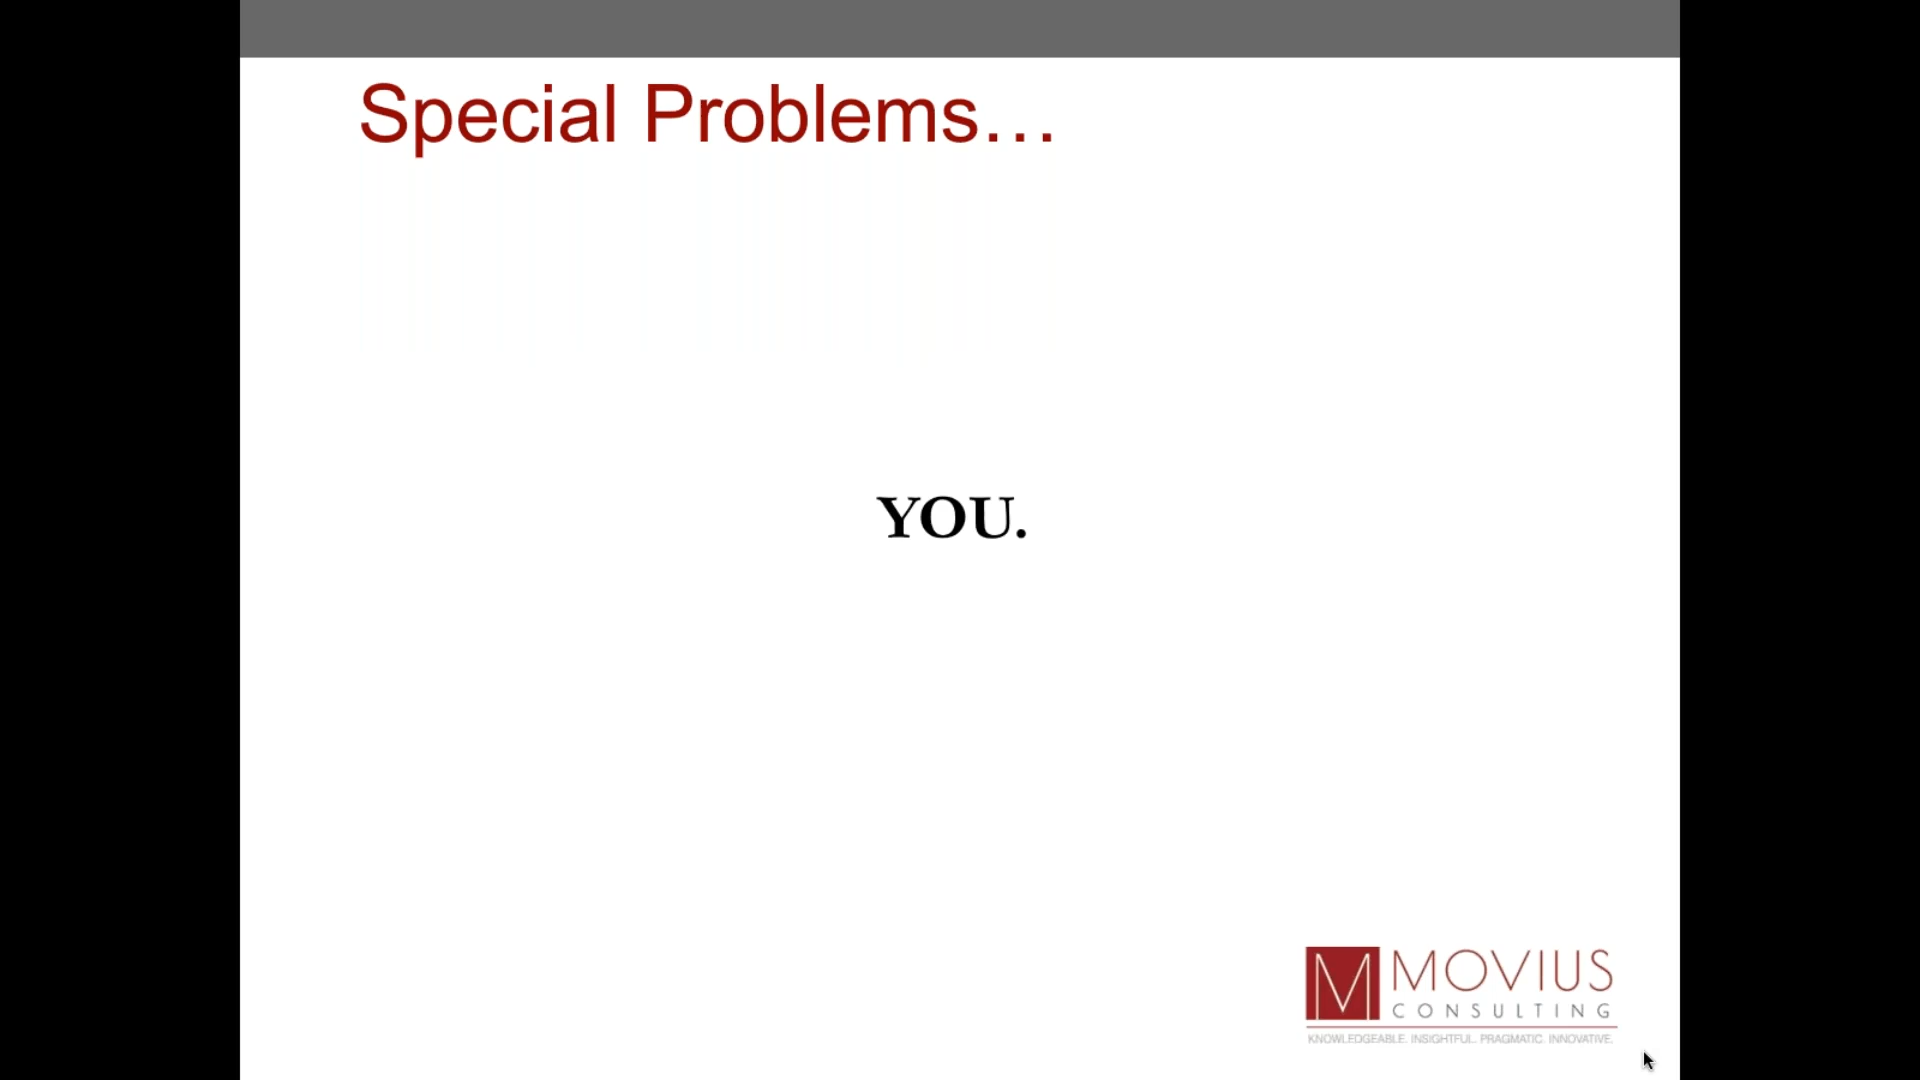 Special Problems…
YOU.
M MOVIUS
CONSULTING
KNOWLEDGEABLE. INSIGHTFUL. PRAGMATIC. INNOVATIVE.